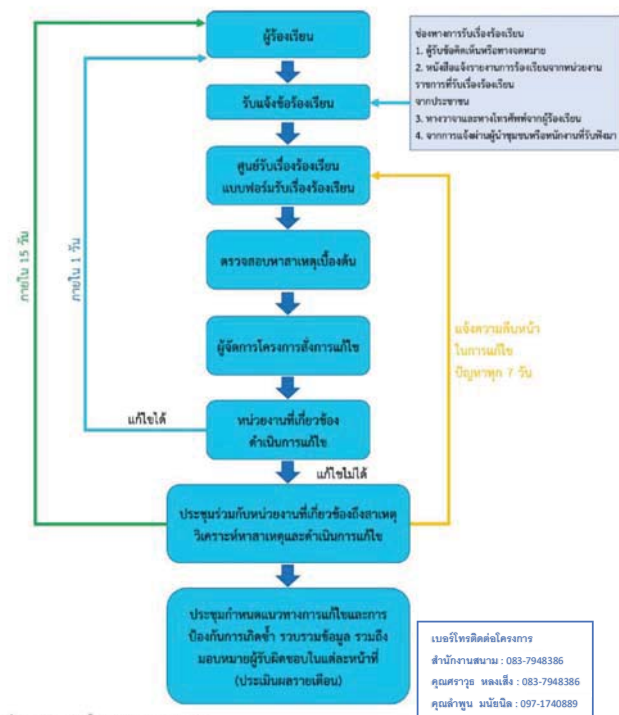 ผู้ร้องเรียน
รับแจ้งข้อร้องเรียน
ช่องทางการรับเรื่องร้องเรียน
1. ตู้รับข้อคิดเห็นหรือทางจดหมาย
2. หนังสือแจ้งรายงานการร้องเรียนจากหน่วยงาน
ราชการที่รับเรื่องร้องเรียน
จากประชาชน
3. ทางวาจาและทางโทรศัพท์จากผู้ร้องเรียน
4. จากการแจ้งผ่านผู้นำชุมชนหรือพนักงานที่รับฟังมา
ศูนย์รับเรื่องร้องเรียน
แบบฟอร์มรับเรื่องร้องเรียน
ตรวจสอบหาสาเหตุเบื้องต้น
ผู้จัดการโครงการสั่งการแก้ไข
หน่วยงานที่เกี่ยวข้อง
ดำเนินการแก้ไข
แก้ไขได้
แก้ไขไม่ได้
ภายใน 15 วัน
ภายใน 1 วัน
แจ้งความคืบหน้า
ในการแก้ไข
ปัญหาทุก 7 วัน
ประชุมร่วมกับหน่วยงานที่เกี่ยวข้องถึงสาเหตุ
วิเคราะห์หาสาเหตุและดำเนินการแก้ไข
ประชุมกำหนดแนวทางการแก้ไขและการ
ป้องกันการเกิดซ้ำ รวบรวมข้อมูล รวมถึง
มอบหมายผู้รับผิดชอบในแต่ละหน้าที่
(ประเมินผลรายเดือน)
เบอร์โทรติดต่อโครงการ
สำนักงานสนาม : 083-7948386
คุณศราวุธ หลงเส็ง : 083-7948386
คุณลำพูน มนัยนิล : 097-1740889